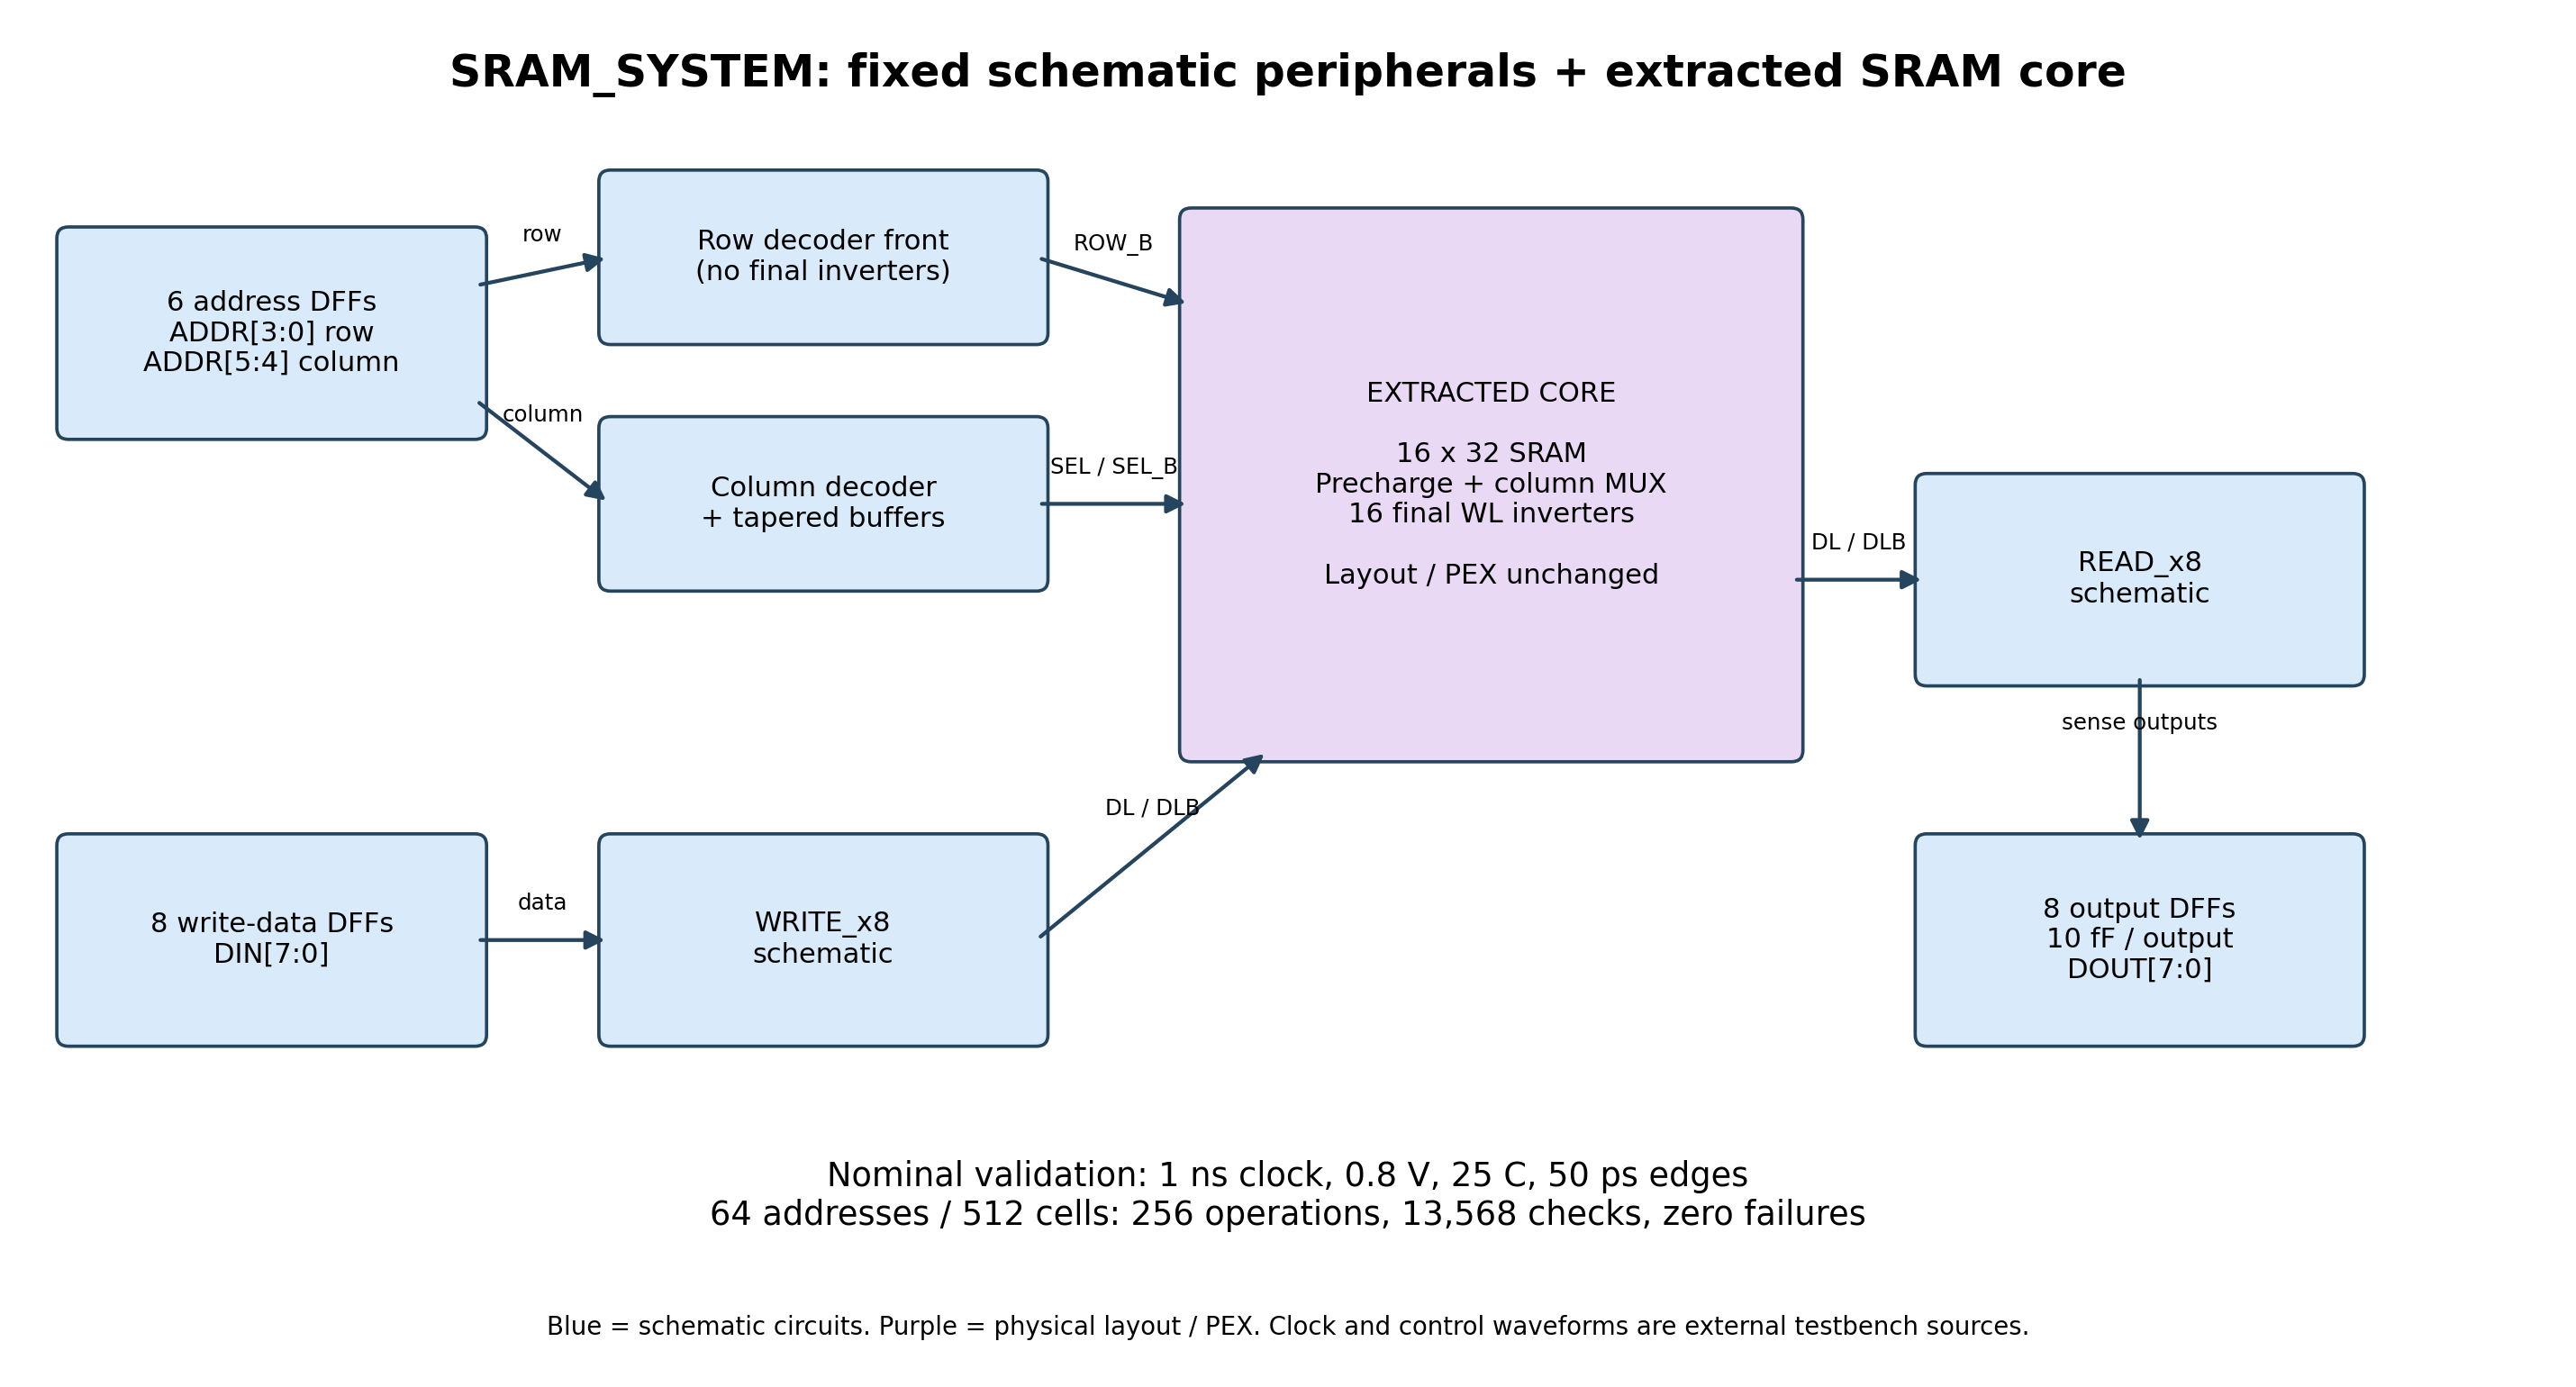 SRAM_SYSTEM: fixed schematic peripherals + extracted SRAM core
6 address DFFs
ADDR[3:0] row
ADDR[5:4] column
row
column
Row decoder front
(no final inverters)
Column decoder
+ tapered buffers
ROW_B
SEL / SEL_B
EXTRACTED CORE
16 x 32 SRAM
Precharge + column MUX
16 final WL inverters
Layout / PEX unchanged
DL / DLB
READ_x8
schematic
sense outputs
8 write-data DFFs
DIN[7:0]
data
WRITE_x8
schematic
DL / DLB
8 output DFFs
10 fF / output
DOUT[7:0]
Nominal validation: 1 ns clock, 0.8 V, 25 C, 50 ps edges
64 addresses / 512 cells: 256 operations, 13,568 checks, zero failures
Blue = schematic circuits. Purple = physical layout / PEX. Clock and control waveforms are external testbench sources.